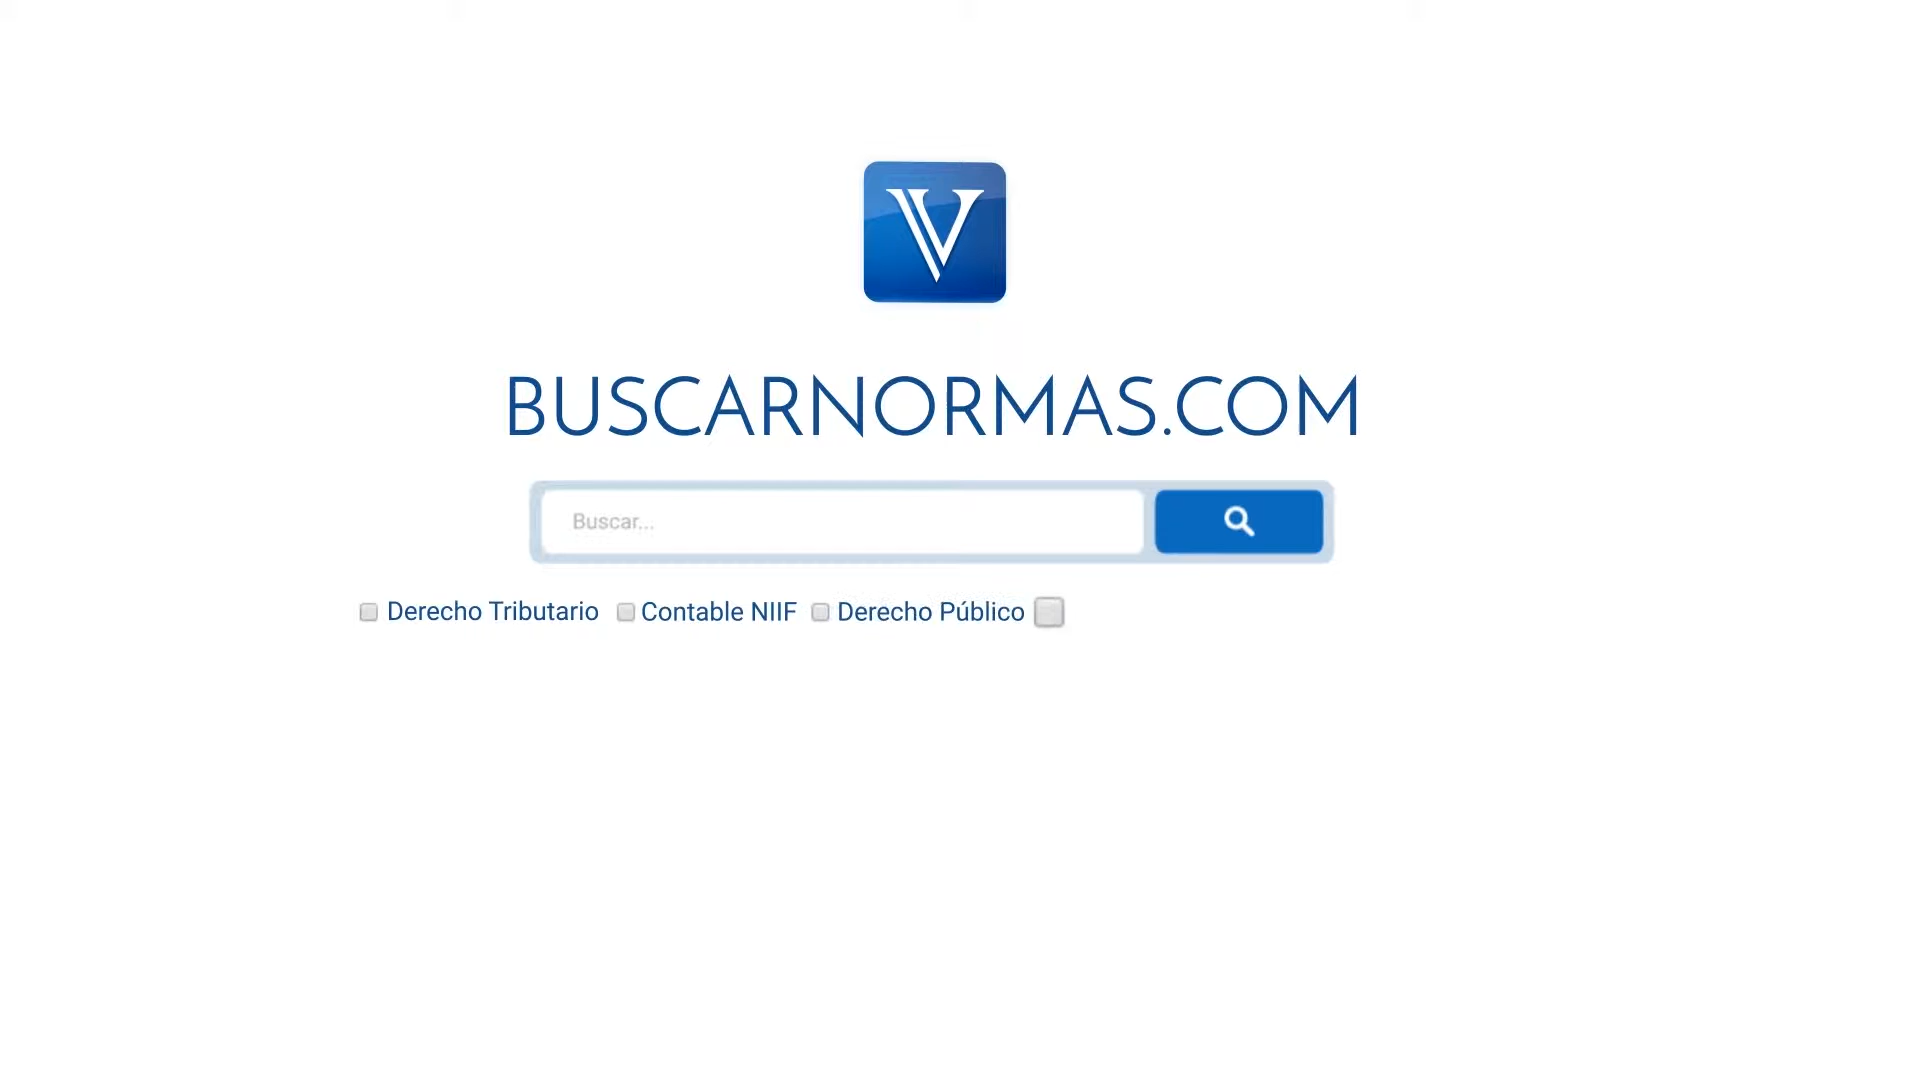 V
BUSCARNORMAS.COM
Buscar...
Derecho Tributario Contable NIIF Derecho Público